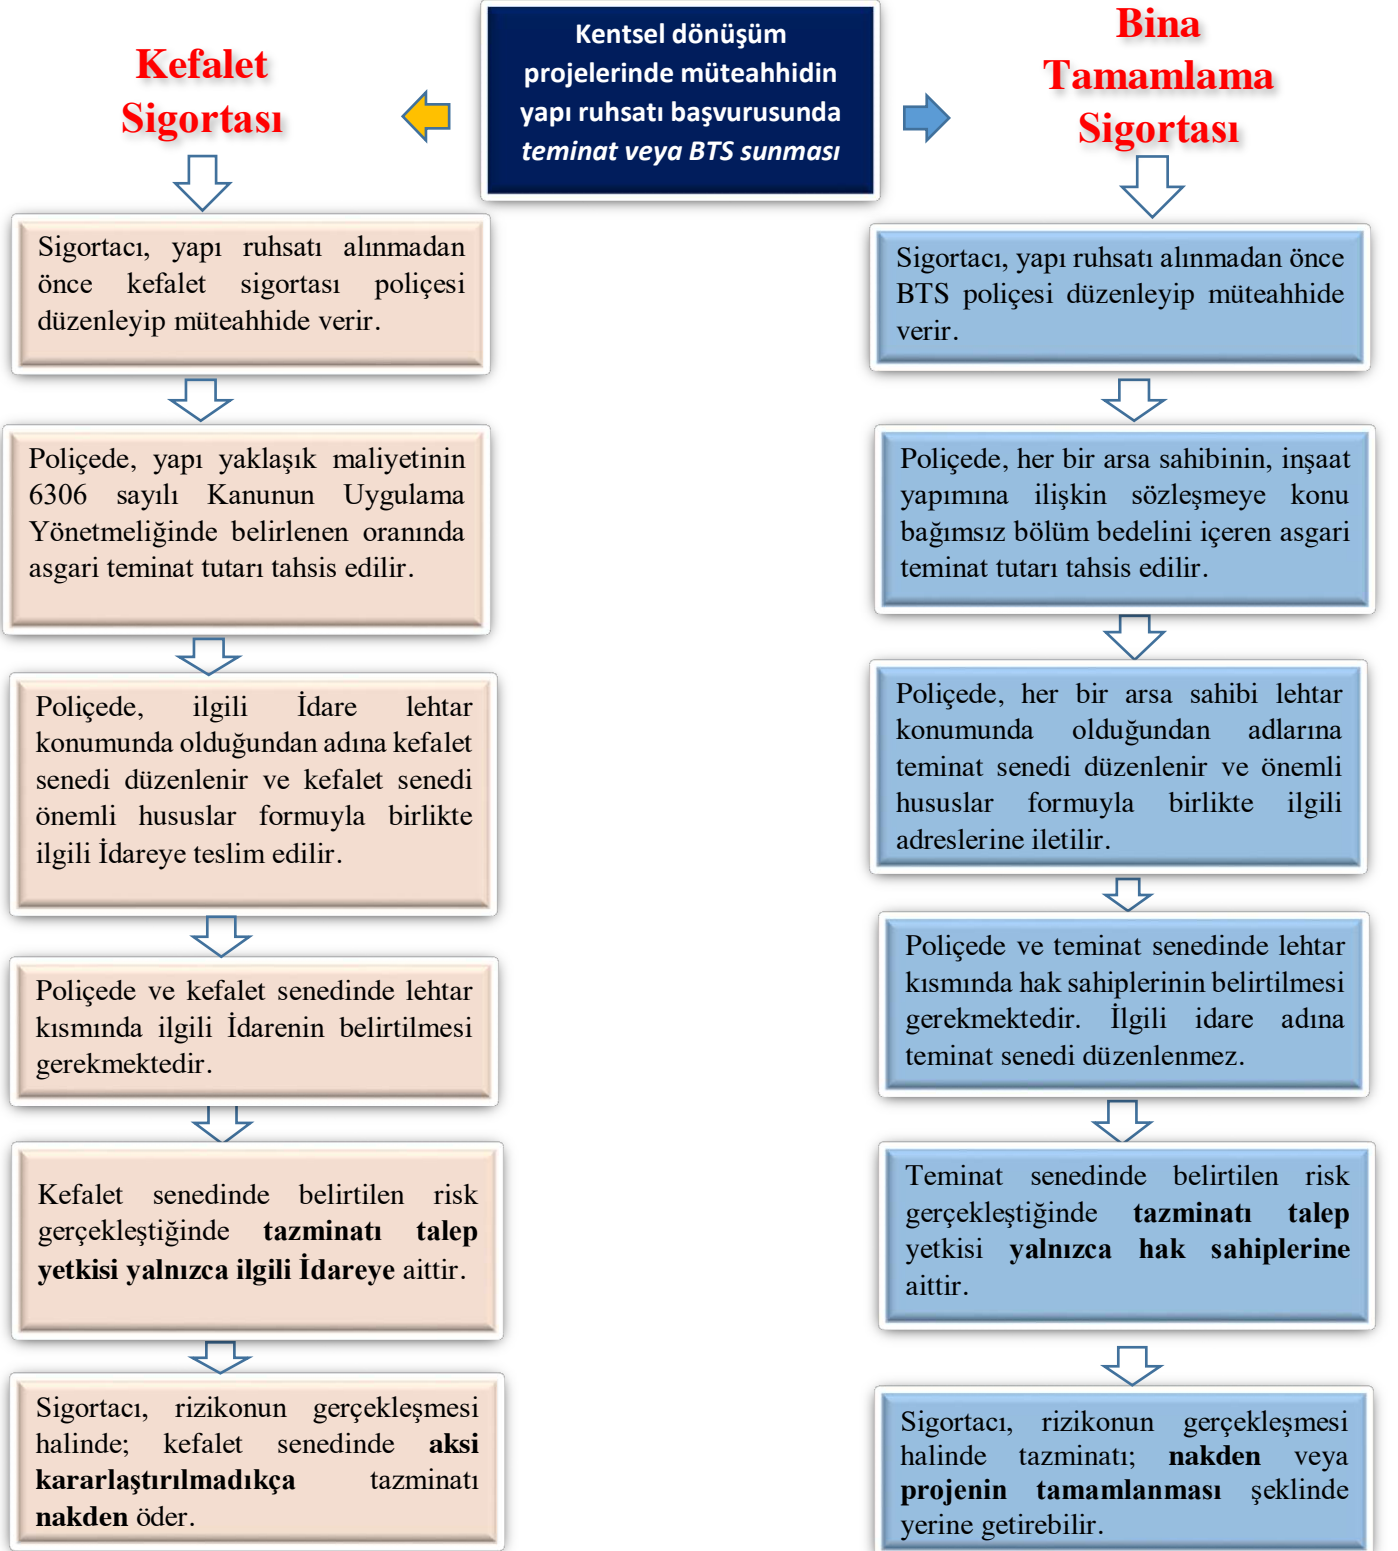 Kentsel dönüşüm
projelerinde müteahhidin
yapı ruhsatı başvurusunda
teminat veya BTS sunması
Kefalet
Sigortası
Sigortacı, yapı ruhsatı alınmadan
önce kefalet sigortası poliçesi
düzenleyip müteahhide verir.
Poliçede, yapı yaklaşık maliyetinin
6306 sayılı Kanunun Uygulama
Yönetmeliğinde belirlenen oranında
asgari teminat tutarı tahsis edilir.
Poliçede, ilgili İdare lehtar
konumunda olduğundan adına kefalet
senedi düzenlenir ve kefalet senedi
önemli hususlar formuyla birlikte
ilgili İdareye teslim edilir.
Poliçede ve kefalet senedinde lehtar
kısmında ilgili İdarenin belirtilmesi
gerekmektedir.
Kefalet senedinde belirtilen risk
gerçekleştiğinde tazminatı talep
yetkisi yalnızca ilgili İdareye aittir.
Sigortacı, rizikonun gerçekleşmesi
halinde; kefalet senedinde aksi
kararlaştırılmadıkça tazminatı
nakden öder.
Bina
Tamamlama
Sigortası
Sigortacı, yapı ruhsatı alınmadan önce
BTS poliçesi düzenleyip müteahhide
verir.
Poliçede, her bir arsa sahibinin, inşaat
yapımına ilişkin sözleşmeye konu
bağımsız bölüm bedelini içeren asgari
teminat tutarı tahsis edilir.
Poliçede, her bir arsa sahibi lehtar
konumunda olduğundan adlarına
teminat senedi düzenlenir ve önemli
hususlar formuyla birlikte ilgili
adreslerine iletilir.
Poliçede ve teminat senedinde lehtar
kısmında hak sahiplerinin belirtilmesi
gerekmektedir. İlgili idare adına
teminat senedi düzenlenmez.
Teminat senedinde belirtilen risk
gerçekleştiğinde tazminatı talep
yetkisi yalnızca hak sahiplerine
aittir.
Sigortacı, rizikonun gerçekleşmesi
halinde tazminatı; nakden veya
projenin tamamlanması şeklinde
yerine getirebilir.